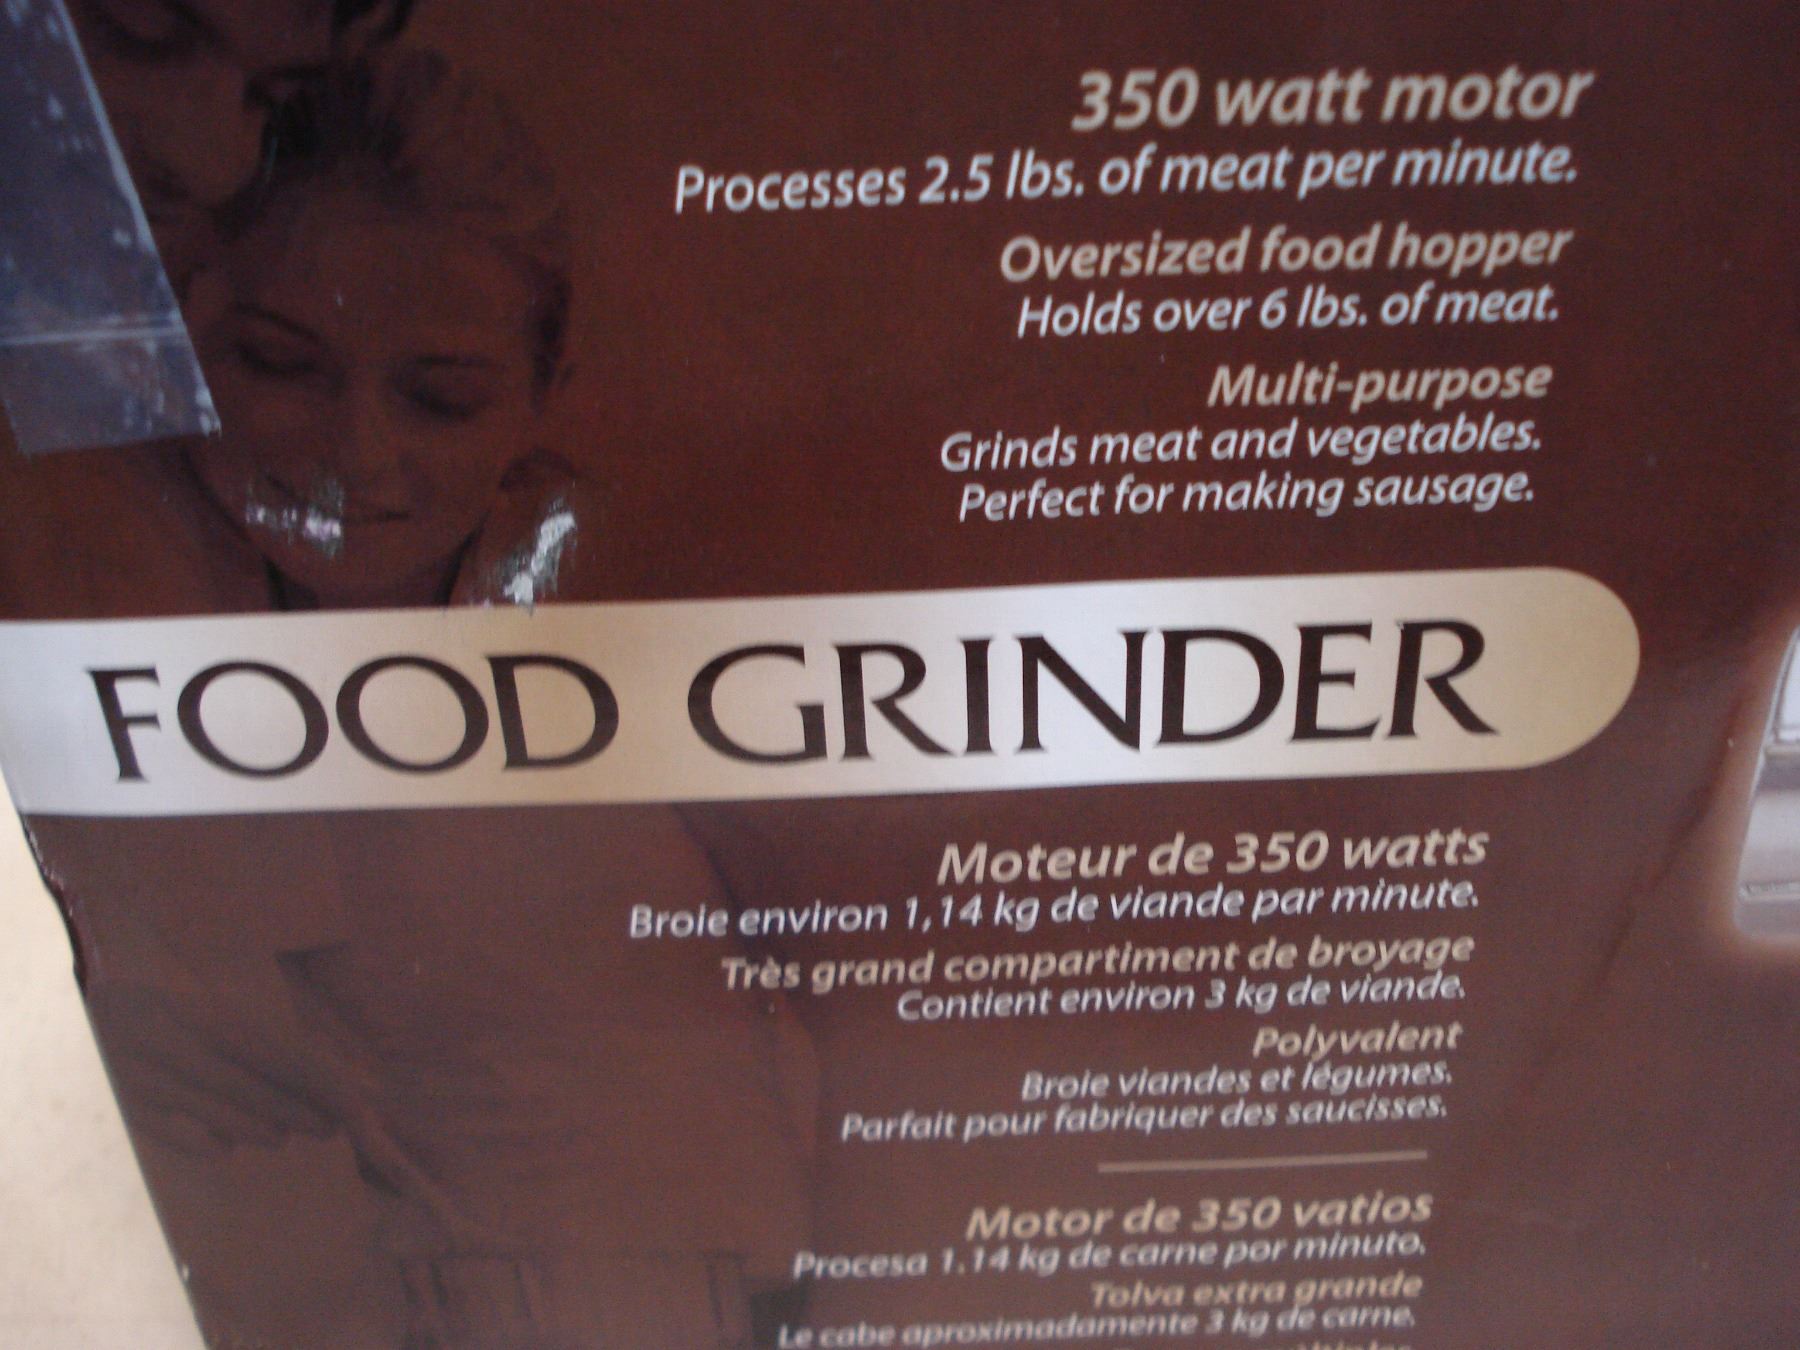 350 watt motor
Processes 2.5 lbs. of meat per minute.
Oversized food hopper
Holds over 6 lbs. of meat.
Multi-purpose
Grinds meat and vegetables.
Perfect for making sausage.
FOOD GRINDER
Moteur de 350 watts
Broie environ 1,14 kg de viande par minute.
Très grand compartiment de broyage
Contient environ 3 kg de viande.
Polyvalent
Broie viandes et légumes.
Parfait pour fabriquer des saucisses.
Motor de 350 vatios
Procesa 1.14 kg de carne por minuto.
Tolva extra grande
Le cabe aproximadamente 3 kg de carne.